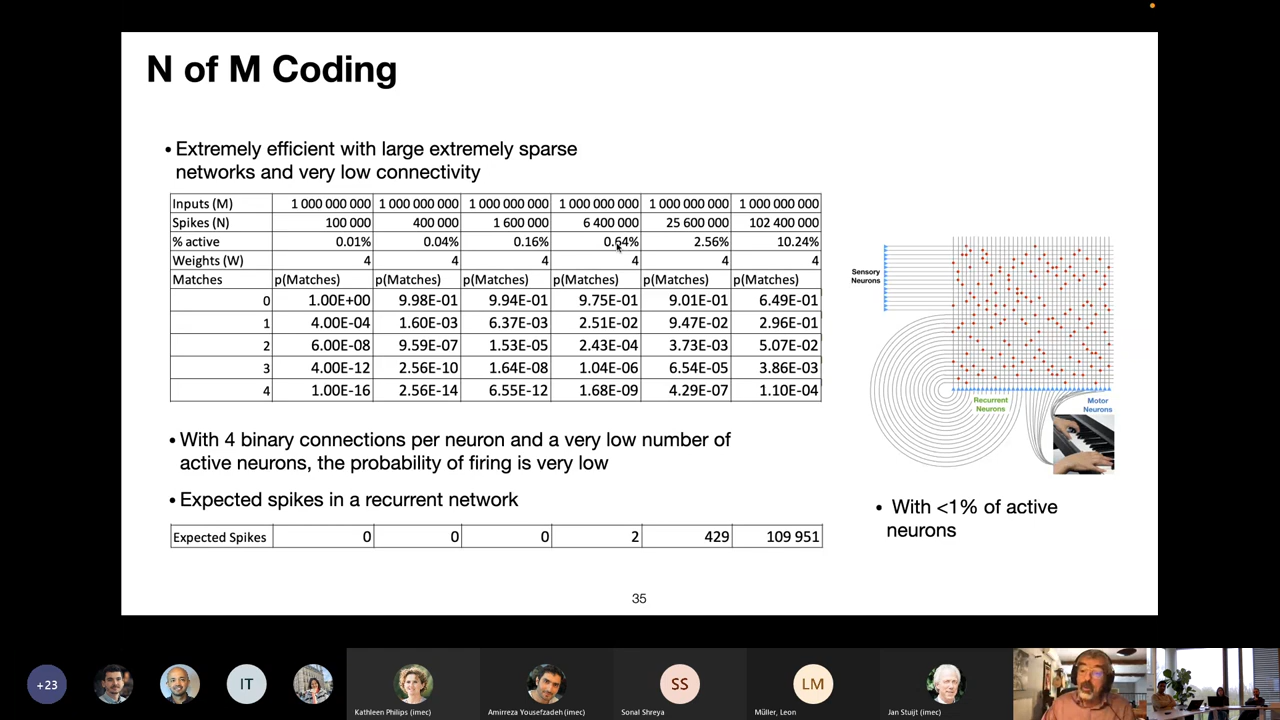 N of M Coding
• Extremely efficient with large extremely sparse
networks and very low connectivity
Inputs (M) 1 000 000 000 1 000 000 000 1 000 000 000 1 000 000 000 1 000 000 000 1 000 000 000
Spikes (N) 100 000 400 000 1 600 000 6 400 000 25 600 000 102 400 000
% active 0.01% 0.04% 0.16% 0.64% 2.56% 10.24%
Weights (W) 4 4 4 4 4 4
Matches p(Matches) p(Matches) p(Matches) p(Matches) p(Matches) p(Matches)
0 1.00E+00 9.98E-01 9.94E-01 9.75E-01 9.01E-01 6.49E-01
1 4.00E-04 1.60E-03 6.37E-03 2.51E-02 9.47E-02 2.96E-01
2 6.00E-08 9.59E-07 1.53E-05 2.43E-04 3.73E-03 5.07E-02
3 4.00E-12 2.56E-10 1.64E-08 1.04E-06 6.54E-05 3.86E-03
4 1.00E-16 2.56E-14 6.55E-12 1.68E-09 4.29E-07 1.10E-04
• With 4 binary connections per neuron and a very low number of
active neurons, the probability of firing is very low
• Expected spikes in a recurrent network
Expected Spikes 0 0 0 2 429 109 951
Sensory
Neurons
Recurrent
Neurons
Motor
Neurons
• With <1% of active
neurons
35
+23
IT
SS
LM
Kathleen Philips (imec)
Amirreza Yousefzadeh (imec)
Sonal Shreya
Müller, Leon
Jan Stuijt (imec)